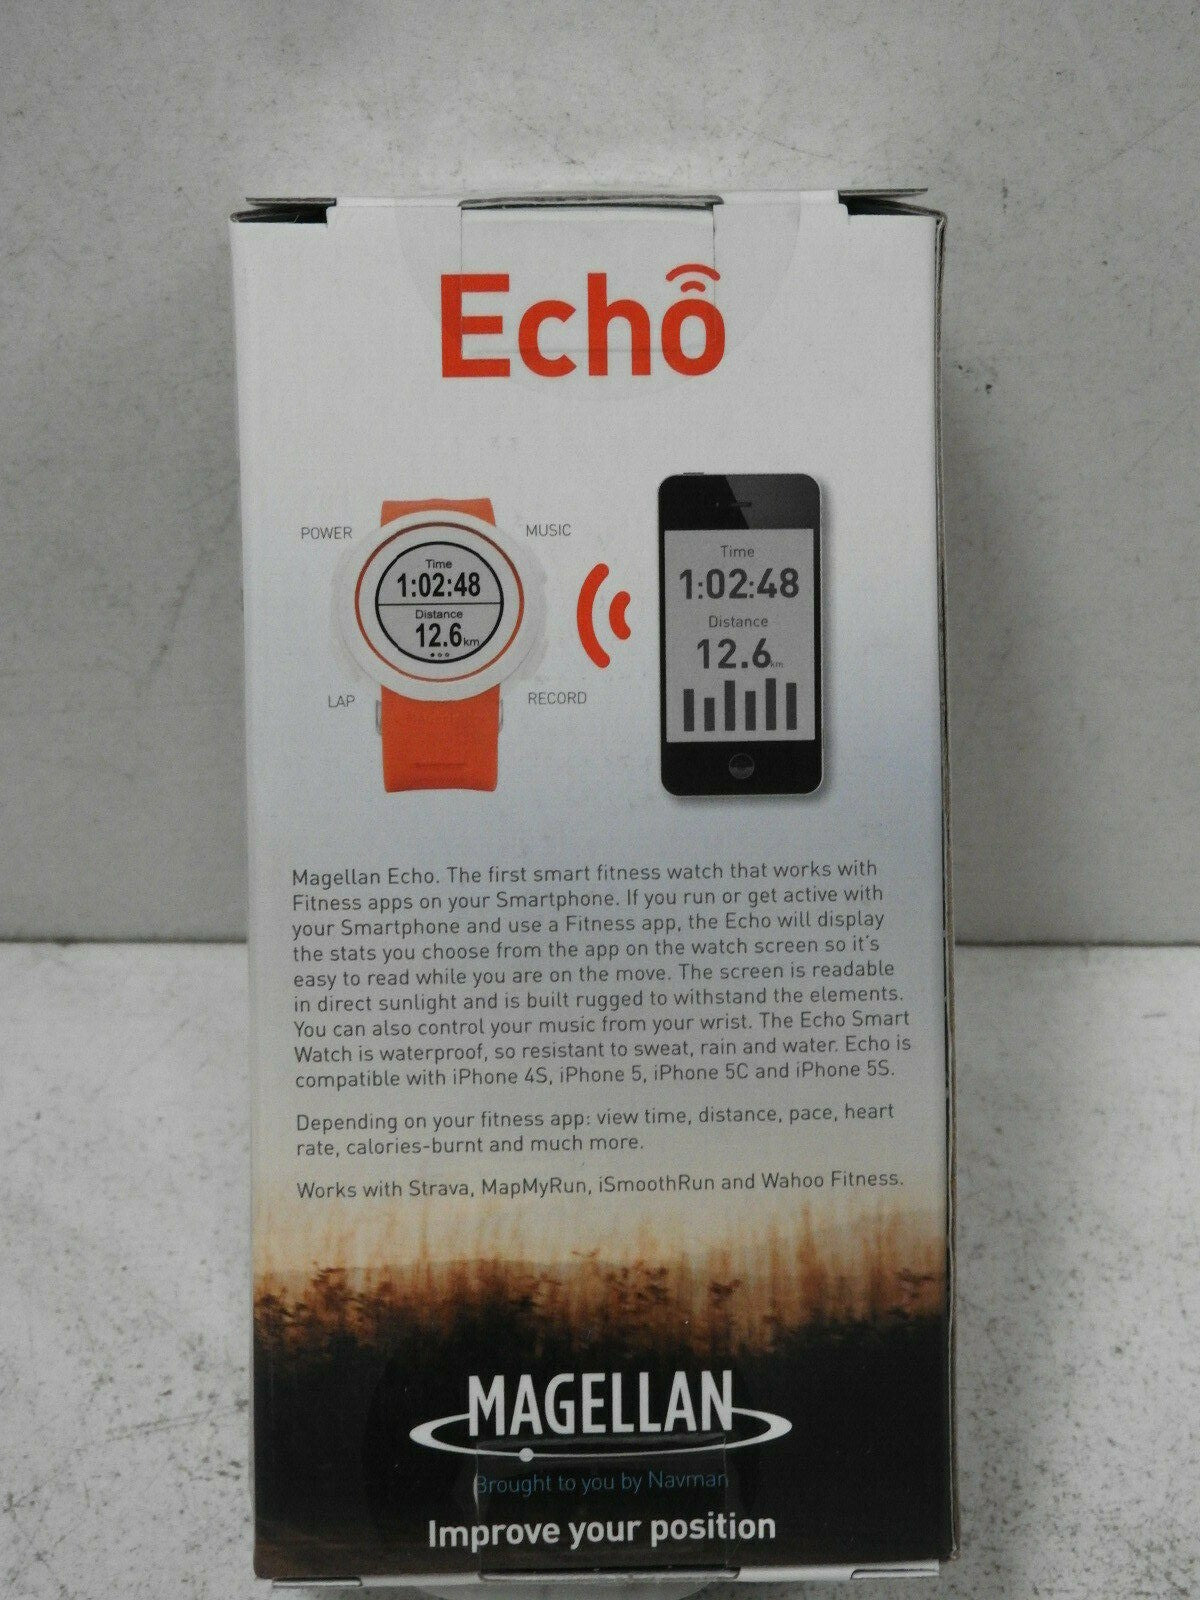 Echo
POWER
MUSIC
Time
1:02:48
Distance
12.6km
LAP
RECORD
Time
1:02:48
Distance
12.6km
Magellan Echo. The first smart fitness watch that works with
Fitness apps on your Smartphone. If you run or get active with
your Smartphone and use a Fitness app, the Echo will display
the stats you choose from the app on the watch screen so it's
easy to read while you are on the move. The screen is readable
in direct sunlight and is built rugged to withstand the elements.
You can also control your music from your wrist. The Echo Smart
Watch is waterproof, so resistant to sweat, rain and water. Echo is
compatible with iPhone 4S, iPhone 5, iPhone 5C and iPhone 5S.
Depending on your fitness app: view time, distance, pace, heart
rate, calories-burnt and much more.
Works with Strava, MapMyRun, iSmoothRun and Wahoo Fitness.
MAGELLAN
Brought to you by Navman
Improve your position